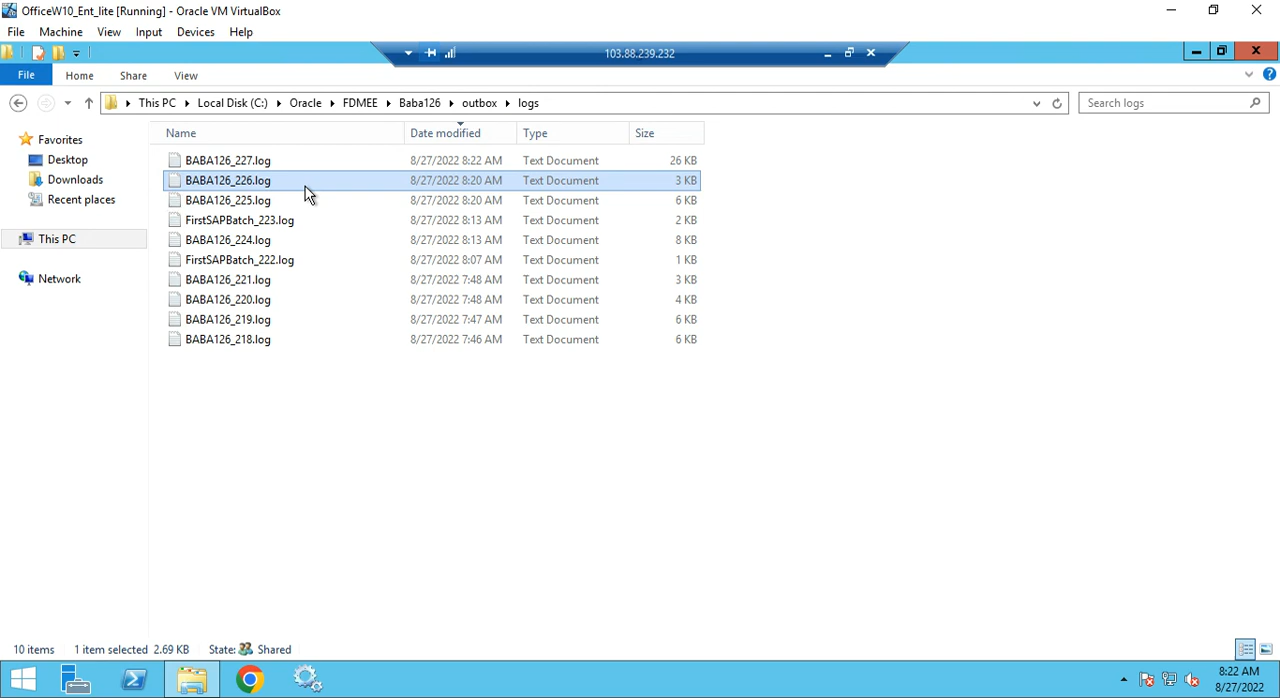 OfficeW10_Ent_lite [Running] - Oracle VM VirtualBox
File Machine View Input Devices Help
103.88.239.232
File Home Share View
This PC Local Disk (C:) Oracle FDMEE Baba126 outbox logs
Search logs
Name Date modified Type Size
Favorites
Desktop
Downloads
Recent places
This PC
Network
BABA126_227.log 8/27/2022 8:22 AM Text Document 26 KB
BABA126_226.log 8/27/2022 8:20 AM Text Document 3 KB
BABA126_225.log 8/27/2022 8:20 AM Text Document 6 KB
FirstSAPBatch_223.log 8/27/2022 8:13 AM Text Document 2 KB
BABA126_224.log 8/27/2022 8:13 AM Text Document 8 KB
FirstSAPBatch_222.log 8/27/2022 8:07 AM Text Document 1 KB
BABA126_221.log 8/27/2022 7:48 AM Text Document 3 KB
BABA126_220.log 8/27/2022 7:48 AM Text Document 4 KB
BABA126_219.log 8/27/2022 7:47 AM Text Document 6 KB
BABA126_218.log 8/27/2022 7:46 AM Text Document 6 KB
10 items 1 item selected 2.69 KB State: Shared
8:22 AM
8/27/2022